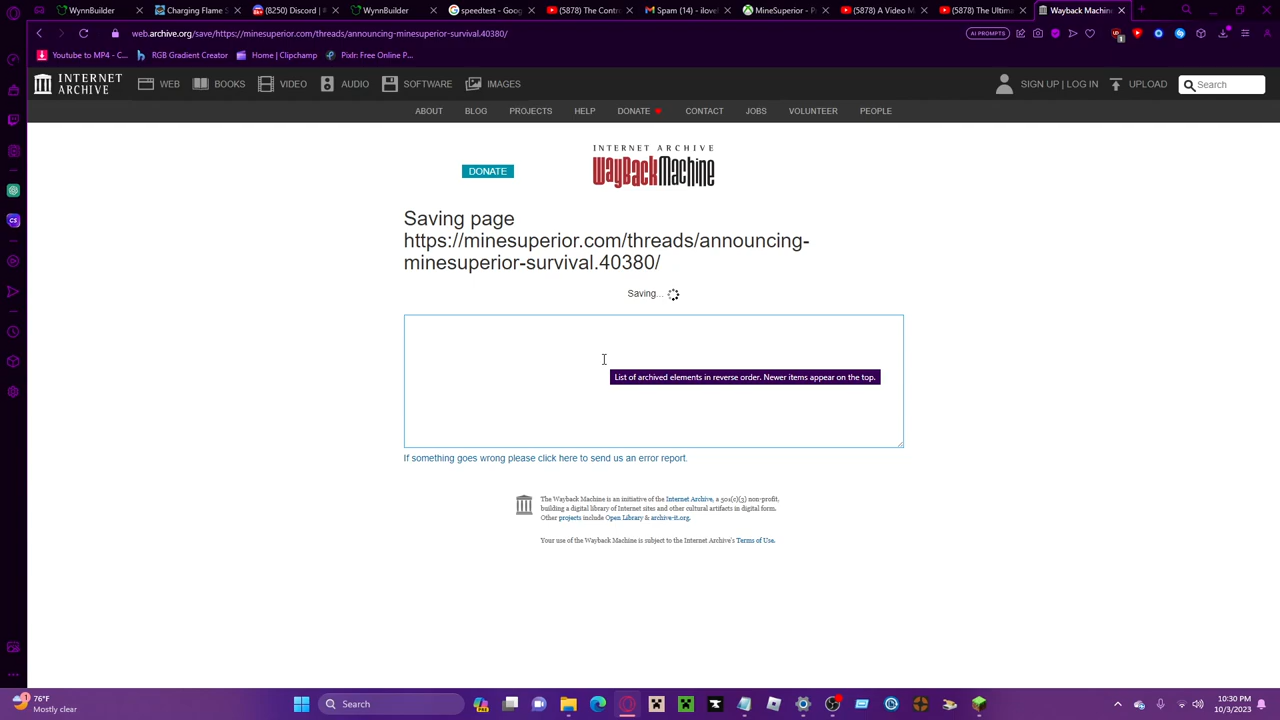 WynnBuilder
Charging Flame
(8250) Discord |
WynnBuilder
speedtest - Goog
(5878) The Contr
Spam (14) - ilove
MineSuperior - P
(5878) A Video M
(5878) The Ultima
Wayback Machine
web.archive.org/save/https://minesuperior.com/threads/announcing-minesuperior-survival.40380/
AI PROMPTS
1
Youtube to MP4 - C...
RGB Gradient Creator
Home | Clipchamp
Pixlr: Free Online P...
INTERNET ARCHIVE
WEB
BOOKS
VIDEO
AUDIO
SOFTWARE
IMAGES
SIGN UP | LOG IN
UPLOAD
Search
ABOUT
BLOG
PROJECTS
HELP
DONATE
CONTACT
JOBS
VOLUNTEER
PEOPLE
INTERNET ARCHIVE
WayBackMachine
DONATE
Saving page
https://minesuperior.com/threads/announcing-
minesuperior-survival.40380/
Saving...
List of archived elements in reverse order. Newer items appear on the top.
If something goes wrong please click here to send us an error report.
The Wayback Machine is an initiative of the Internet Archive, a 501(c)(3) non-profit,
building a digital library of Internet sites and other cultural artifacts in digital form.
Other projects include Open Library & archive-it.org.
Your use of the Wayback Machine is subject to the Internet Archive's Terms of Use.
CS
1
76°F
Mostly clear
Search
10:30 PM
10/3/2023